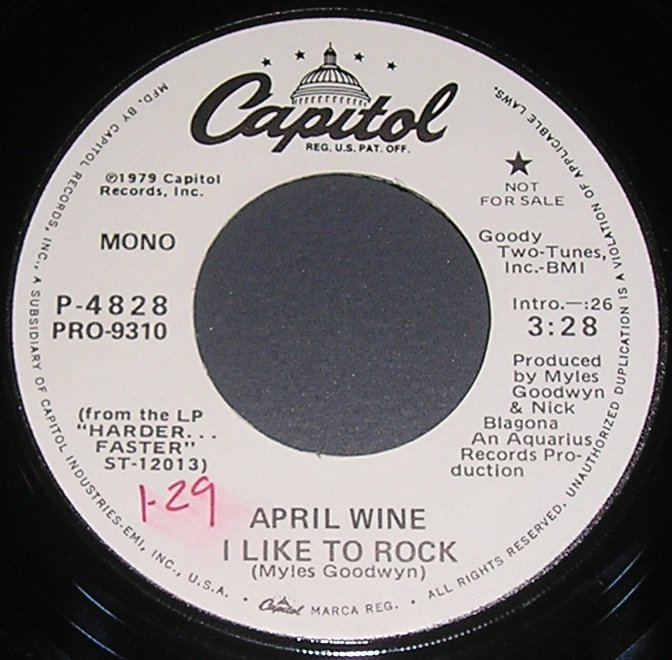 Capitol
REG. U.S. PAT. OFF.
℗1979 Capitol
Records, Inc.
MONO
P-4828
PRO-9310
(from the LP
"HARDER...
FASTER"
ST-12013)
1-29
★
NOT
FOR SALE
Goody
Two-Tunes,
Inc.-BMI
Intro.—:26
3:28
Produced
by Myles
Goodwyn
& Nick
Blagona
An Aquarius
Records Pro-
duction
APRIL WINE
I LIKE TO ROCK
(Myles Goodwyn)
MFD. BY CAPITOL RECORDS, INC., A SUBSIDIARY OF CAPITOL INDUSTRIES-EMI, INC., U.S.A. • Capitol MARCA REG. • ALL RIGHTS RESERVED. UNAUTHORIZED DUPLICATION IS A VIOLATION OF APPLICABLE LAWS.